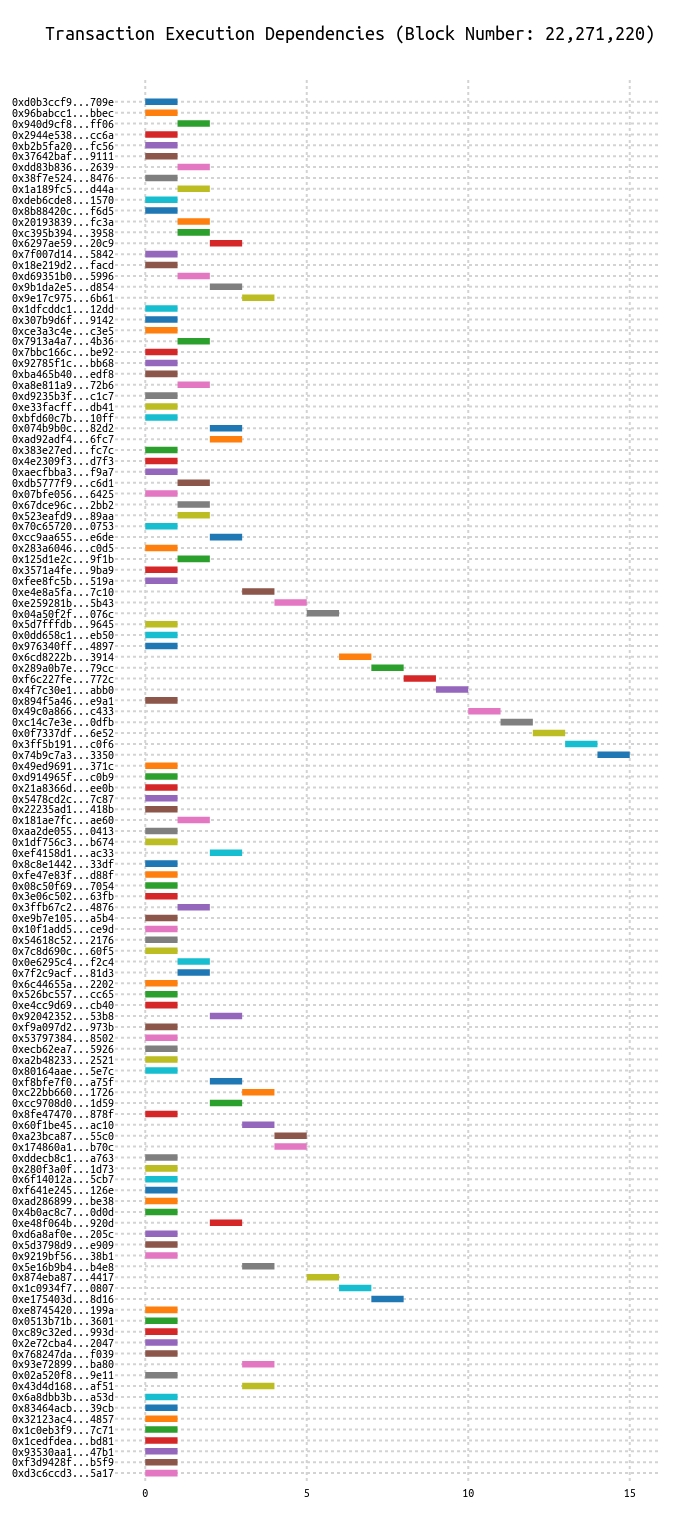 Transaction Execution Dependencies (Block Number: 22,271,220)
0xd0b3ccf9...709e
0x96babcc1...bbec
0x940d9cf8...ff06
0x2944e538...cc6a
0xb2b5fa20...fc56
0x37642baf...9111
0xdd83b836...2639
0x38f7e524...8476
0x1a189fc5...d44a
0xdeb6cde8...1570
0x8b88420c...f6d5
0x20193839...fc3a
0xc395b394...3958
0x6297ae59...20c9
0x7f007d14...5842
0x18e219d2...facd
0xd69351b0...5996
0x9b1da2e5...d854
0x9e17c975...6b61
0x1dfcddc1...12dd
0x307b9d6f...9142
0xce3a3c4e...c3e5
0x7913a4a7...4b36
0x7bbc166c...be92
0x92785f1c...bb68
0xba465b40...edf8
0xa8e811a9...72b6
0xd9235b3f...c1c7
0xe33facff...db41
0xbfd60c7b...10ff
0x074b9b0c...82d2
0xad92adf4...6fc7
0x383e27ed...fc7c
0x4e2309f3...d7f3
0xaecfbba3...f9a7
0xdb5777f9...c6d1
0x07bfe056...6425
0x67dce96c...2bb2
0x523eafd9...89aa
0x70c65720...0753
0xcc9aa655...e6de
0x283a6046...c0d5
0x125d1e2c...9f1b
0x3571a4fe...9ba9
0xfee8fc5b...519a
0xe4e8a5fa...7c10
0xe259281b...5b43
0x04a50f2f...076c
0x5d7fffdb...9645
0x0dd658c1...eb50
0x976340ff...4897
0x6cd8222b...3914
0x289a0b7e...79cc
0xf6c227fe...772c
0x4f7c30e1...abb0
0x894f5a46...e9a1
0x49c0a866...c433
0xc14c7e3e...0dfb
0x0f7337df...6e52
0x3ff5b191...c0f6
0x74b9c7a3...3350
0x49ed9691...371c
0xd914965f...c0b9
0x21a8366d...ee0b
0x5478cd2c...7c87
0x22235ad1...418b
0x181ae7fc...ae60
0xaa2de055...0413
0x1df756c3...b674
0xef4158d1...ac33
0x8c8e1442...33df
0xfe47e83f...d88f
0x08c50f69...7054
0x3e06c502...63fb
0x3ffb67c2...4876
0xe9b7e105...a5b4
0x10f1add5...ce9d
0x54618c52...2176
0x7c8d690c...60f5
0x0e6295c4...f2c4
0x7f2c9acf...81d3
0x6c44655a...2202
0x526bc557...cc65
0xe4cc9d69...cb40
0x92042352...53b8
0xf9a097d2...973b
0x53797384...8502
0xecb62ea7...5926
0xa2b48233...2521
0x80164aae...5e7c
0xf8bfe7f0...a75f
0xc22bb660...1726
0xcc9708d0...1d59
0x8fe47470...878f
0x60f1be45...ac10
0xa23bca87...55c0
0x174860a1...b70c
0xddecb8c1...a763
0x280f3a0f...1d73
0x6f14012a...5cb7
0xf641e245...126e
0xad286899...be38
0x4b0ac8c7...0d0d
0xe48f064b...920d
0xd6a8af0e...205c
0x5d3798d9...e909
0x9219bf56...38b1
0x5e16b9b4...b4e8
0x874eba87...4417
0x1c0934f7...0807
0xe175403d...8d16
0xe8745420...199a
0x0513b71b...3601
0xc89c32ed...993d
0x2e72cba4...2047
0x768247da...f039
0x93e72899...ba80
0x02a520f8...9e11
0x43d4d168...af51
0x6a8dbb3b...a53d
0x83464acb...39cb
0x32123ac4...4857
0x1c0eb3f9...7c71
0x1cedfdea...bd81
0x93530aa1...47b1
0xf3d9428f...b5f9
0xd3c6ccd3...5a17
0 5 10 15